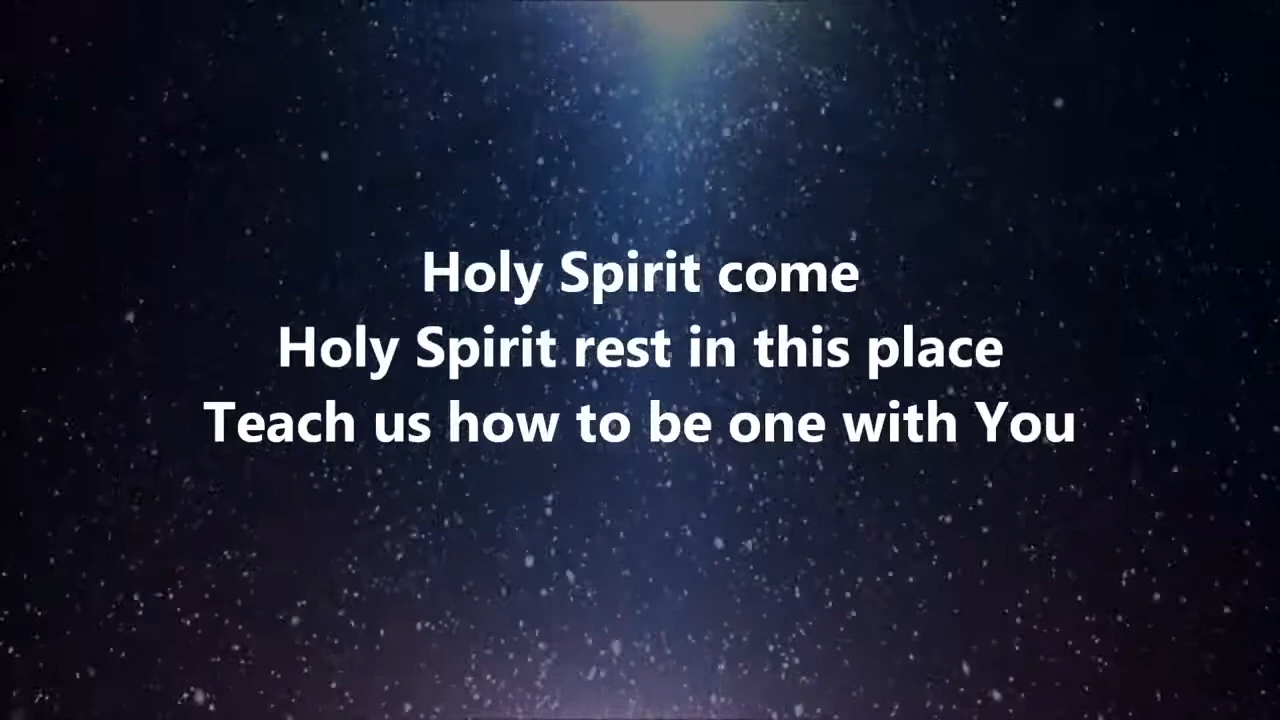 Holy Spirit come
Holy Spirit rest in this place
Teach us how to be one with You